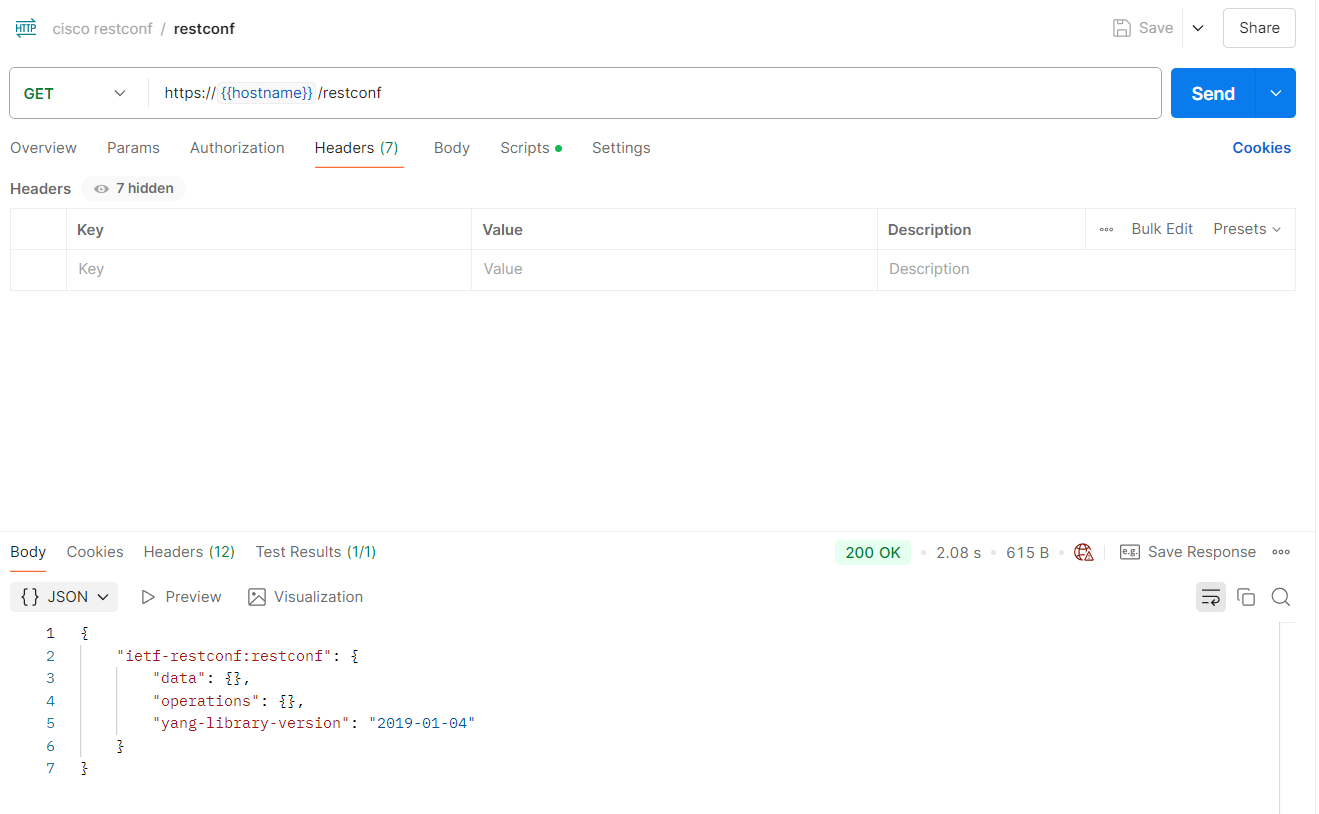 HTTP cisco restconf / restconf Save Share
GET https:// {{hostname}} /restconf Send
Overview Params Authorization Headers (7) Body Scripts Settings Cookies
Headers 7 hidden
Key Value Description Bulk Edit Presets
Key Value Description
Body Cookies Headers (12) Test Results (1/1) 200 OK 2.08 s 615 B e.g. Save Response
{} JSON Preview Visualization
1 {
2 "ietf-restconf:restconf": {
3 "data": {},
4 "operations": {},
5 "yang-library-version": "2019-01-04"
6 }
7 }